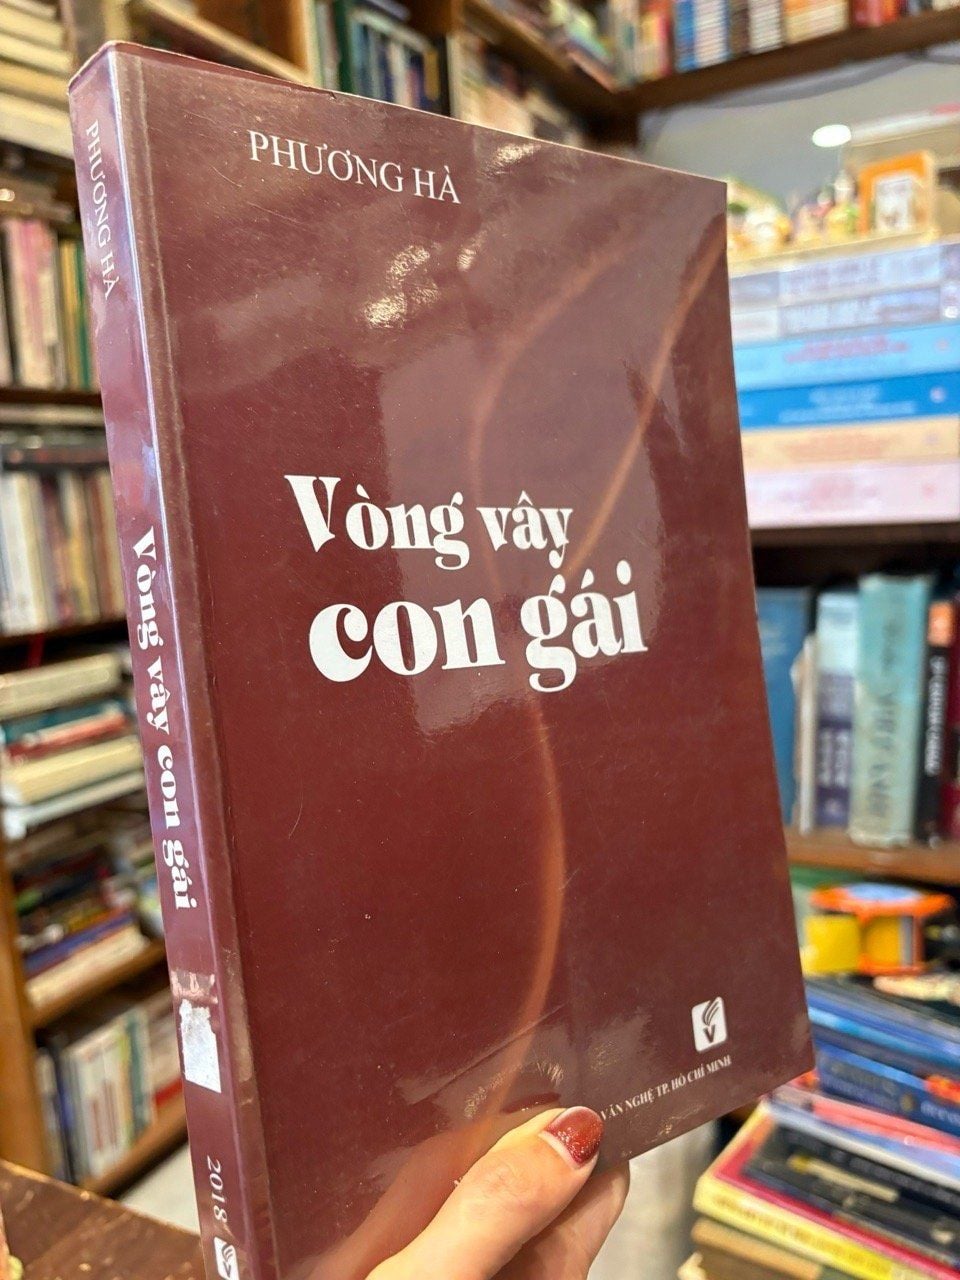 PHƯƠNG HÀ
Vòng vây
con gái
V
VĂN NGHỆ TP. HỒ CHÍ MINH
PHƯƠNG HÀ
Vòng vây con gái
2018
V